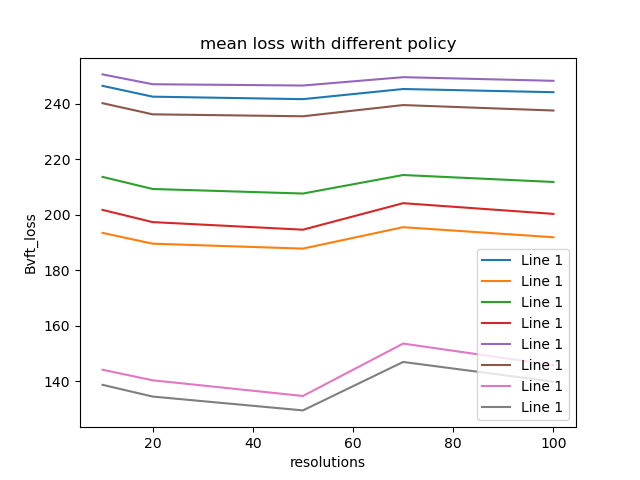 mean loss with different policy
Bvft_loss
240
220
200
180
160
140
20
40
60
80
100
resolutions
Line 1
Line 1
Line 1
Line 1
Line 1
Line 1
Line 1
Line 1